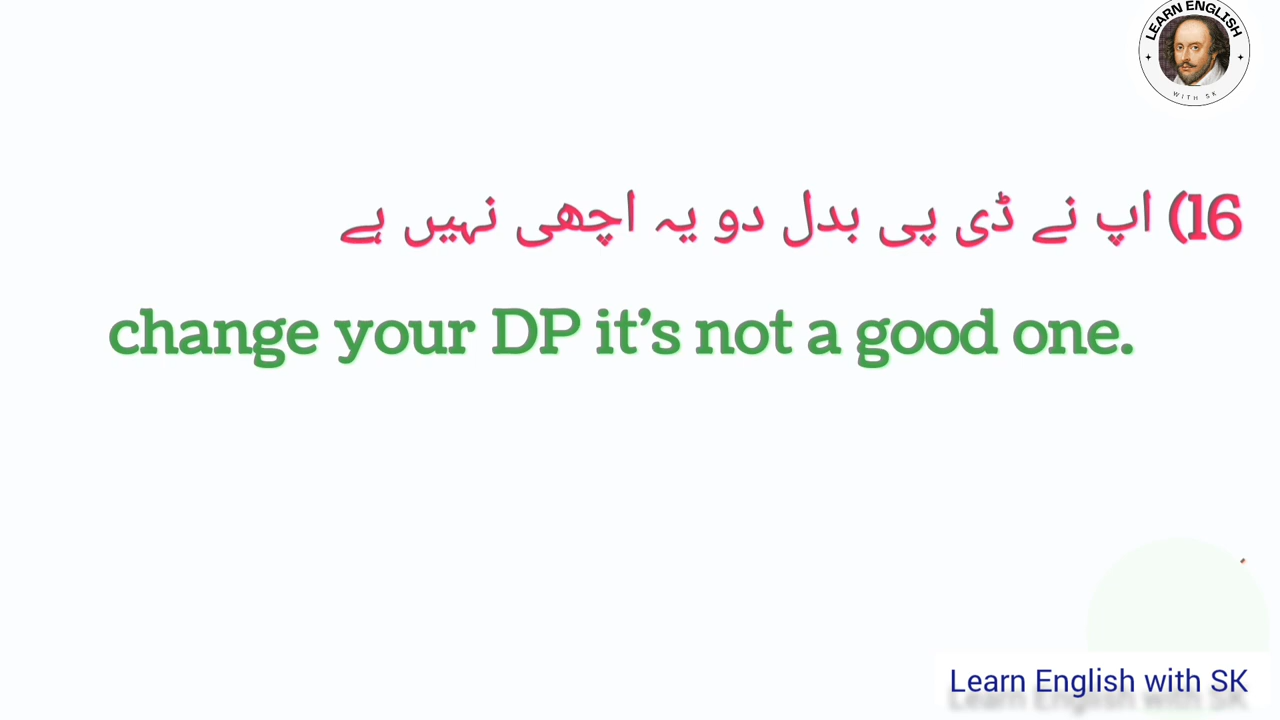 LEARN ENGLISH
WITH SK
16) اپ نے ڈی پی بدل دو یہ اچھی نہیں ہے
change your DP it's not a good one.
Learn English with SK